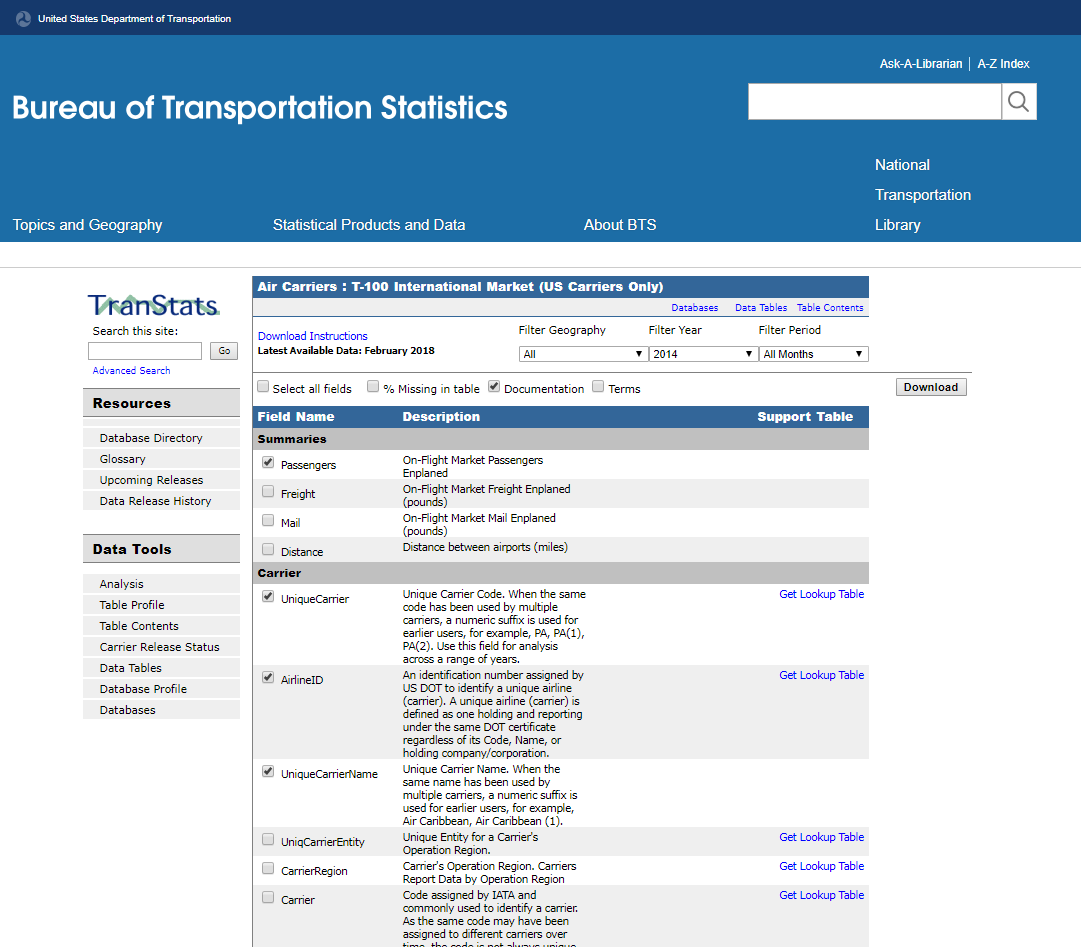 United States Department of Transportation
Ask-A-Librarian | A-Z Index
Bureau of Transportation Statistics
Topics and Geography
Statistical Products and Data
About BTS
National
Transportation
Library
TranStats
Search this site:
Go
Advanced Search
Resources
Database Directory
Glossary
Upcoming Releases
Data Release History
Data Tools
Analysis
Table Profile
Table Contents
Carrier Release Status
Data Tables
Database Profile
Databases
Air Carriers : T-100 International Market (US Carriers Only)
Databases Data Tables Table Contents
Download Instructions
Latest Available Data: February 2018
Filter Geography Filter Year Filter Period
All 2014 All Months
Select all fields % Missing in table Documentation Terms
Download
Field Name Description Support Table
Summaries
Passengers On-Flight Market Passengers
Enplaned
Freight On-Flight Market Freight Enplaned
(pounds)
Mail On-Flight Market Mail Enplaned
(pounds)
Distance Distance between airports (miles)
Carrier
UniqueCarrier Unique Carrier Code. When the same Get Lookup Table
code has been used by multiple
carriers, a numeric suffix is used for
earlier users, for example, PA, PA(1),
PA(2). Use this field for analysis
across a range of years.
AirlineID An identification number assigned by Get Lookup Table
US DOT to identify a unique airline
(carrier). A unique airline (carrier) is
defined as one holding and reporting
under the same DOT certificate
regardless of its Code, Name, or
holding company/corporation.
UniqueCarrierName Unique Carrier Name. When the
same name has been used by
multiple carriers, a numeric suffix is
used for earlier users, for example,
Air Caribbean, Air Caribbean (1).
UniqCarrierEntity Unique Entity for a Carrier's Get Lookup Table
Operation Region.
CarrierRegion Carrier's Operation Region. Carriers Get Lookup Table
Report Data by Operation Region
Carrier Code assigned by IATA and Get Lookup Table
commonly used to identify a carrier.
As the same code may have been
assigned to different carriers over
time, the code is not always unique.